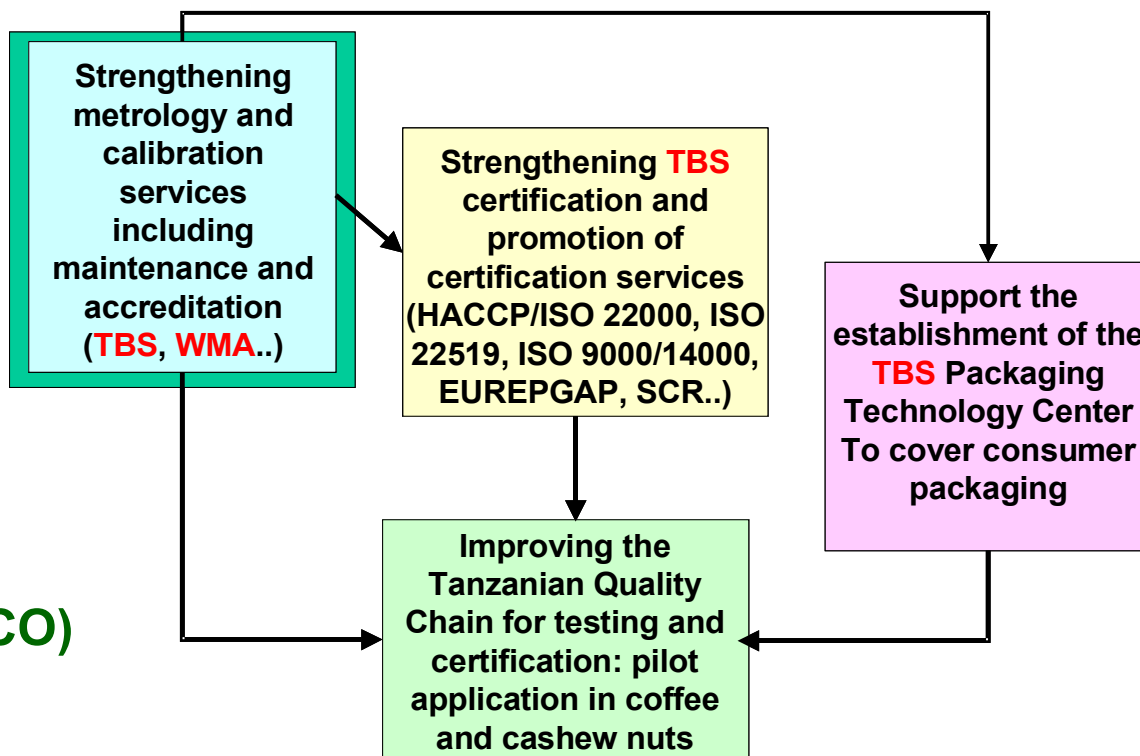 Strengthening
metrology and
calibration
services
including
maintenance and
accreditation
(TBS, WMA..)
Strengthening TBS
certification and
promotion of
certification services
(HACCP/ISO 22000, ISO
22519, ISO 9000/14000,
EUREPGAP, SCR..)
Support the
establishment of the
TBS Packaging
Technology Center
To cover consumer
packaging
Improving the
Tanzanian Quality
Chain for testing and
certification: pilot
application in coffee
and cashew nuts
CO)